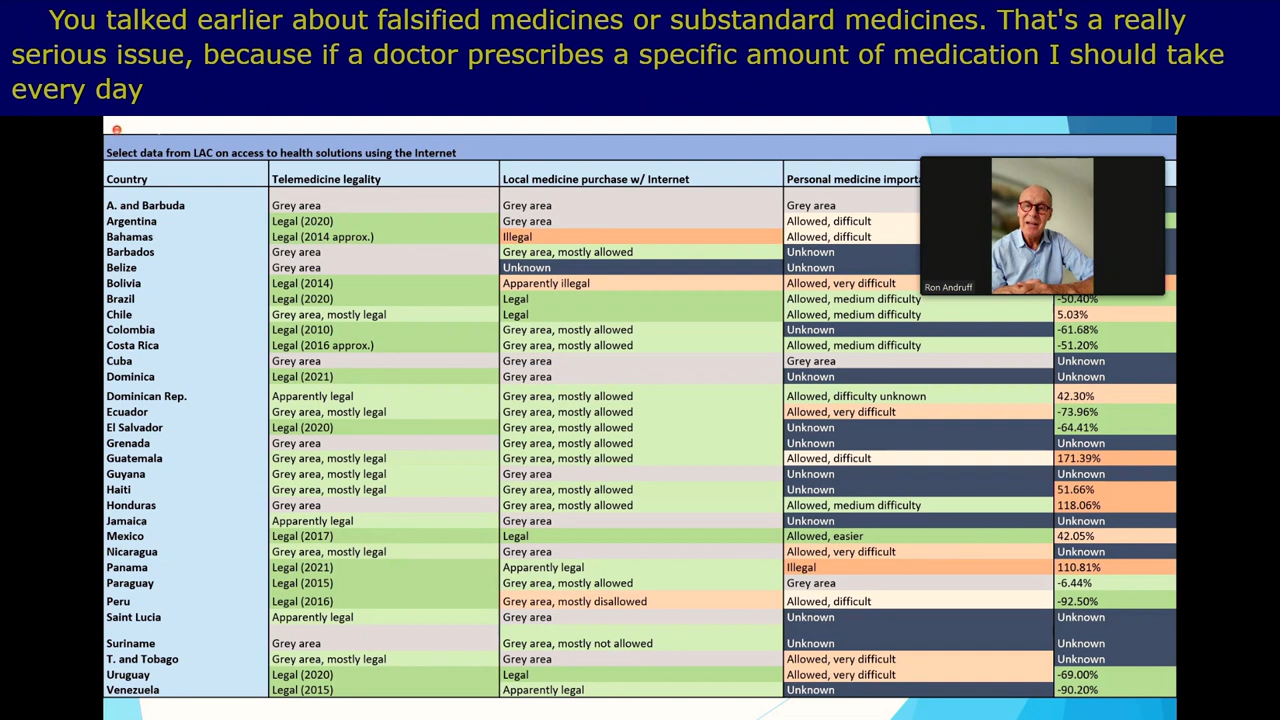 You talked earlier about falsified medicines or substandard medicines. That's a really
serious issue, because if a doctor prescribes a specific amount of medication I should take
every day
Select data from LAC on access to health solutions using the Internet
Country Telemedicine legality Local medicine purchase w/ Internet Personal medicine importa
A. and Barbuda Grey area Grey area Grey area
Argentina Legal (2020) Grey area Allowed, difficult
Bahamas Legal (2014 approx.) Illegal Allowed, difficult
Barbados Grey area Grey area, mostly allowed Unknown
Belize Grey area Unknown Unknown
Bolivia Legal (2014) Apparently illegal Allowed, very difficult
Ron Andruff
Brazil Legal (2020) Legal Allowed, medium difficulty -50.40%
Chile Grey area, mostly legal Legal Allowed, medium difficulty 5.03%
Colombia Legal (2010) Grey area, mostly allowed Unknown -61.68%
Costa Rica Legal (2016 approx.) Grey area, mostly allowed Allowed, medium difficulty -51.20%
Cuba Grey area Grey area Grey area Unknown
Dominica Legal (2021) Grey area Unknown Unknown
Dominican Rep. Apparently legal Grey area, mostly allowed Allowed, difficulty unknown 42.30%
Ecuador Grey area, mostly legal Grey area, mostly allowed Allowed, very difficult -73.96%
El Salvador Legal (2020) Grey area, mostly allowed Unknown -64.41%
Grenada Grey area Grey area, mostly allowed Unknown Unknown
Guatemala Grey area, mostly legal Grey area, mostly allowed Allowed, difficult 171.39%
Guyana Grey area, mostly legal Grey area Unknown Unknown
Haiti Grey area, mostly legal Grey area, mostly allowed Unknown 51.66%
Honduras Grey area Grey area, mostly allowed Allowed, medium difficulty 118.06%
Jamaica Apparently legal Grey area Unknown Unknown
Mexico Legal (2017) Legal Allowed, easier 42.05%
Nicaragua Grey area, mostly legal Grey area Allowed, very difficult Unknown
Panama Legal (2021) Apparently legal Illegal 110.81%
Paraguay Legal (2015) Grey area, mostly allowed Grey area -6.44%
Peru Legal (2016) Grey area, mostly disallowed Allowed, difficult -92.50%
Saint Lucia Apparently legal Grey area Unknown Unknown
Suriname Grey area Grey area, mostly not allowed Unknown Unknown
T. and Tobago Grey area, mostly legal Grey area Allowed, very difficult Unknown
Uruguay Legal (2020) Legal Allowed, very difficult -69.00%
Venezuela Legal (2015) Apparently legal Unknown -90.20%